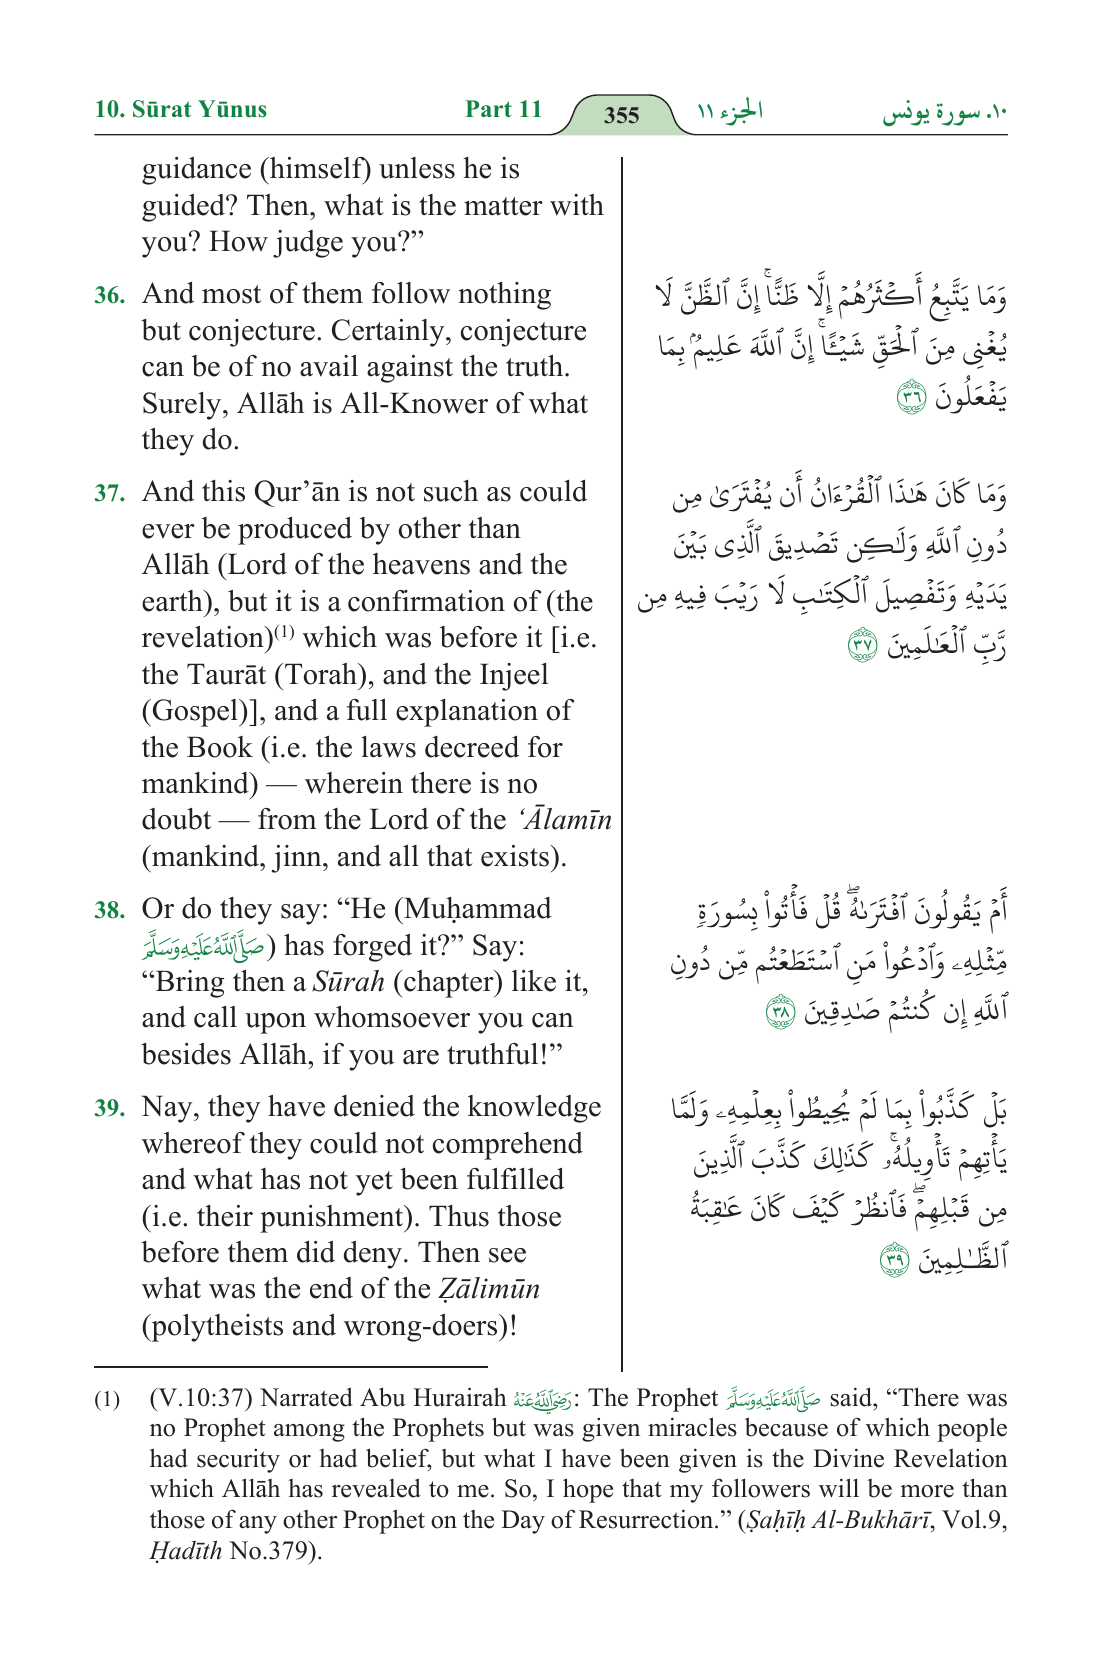 10. Sūrat Yūnus Part 11 355 الجزء ١١ ١٠. سورة يونس
guidance (himself) unless he is
guided? Then, what is the matter with
you? How judge you?”
36. And most of them follow nothing
but conjecture. Certainly, conjecture
can be of no avail against the truth.
Surely, Allāh is All-Knower of what
they do.
وَمَا يَتَّبِعُ أَكْثَرُهُمْ إِلَّا ظَنًّا ۚ إِنَّ ٱلظَّنَّ لَا
يُغْنِى مِنَ ٱلْحَقِّ شَيْـًٔا ۚ إِنَّ ٱللَّهَ عَلِيمٌۢ بِمَا
يَفْعَلُونَ ٣٦
37. And this Qur’ān is not such as could
ever be produced by other than
Allāh (Lord of the heavens and the
earth), but it is a confirmation of (the
revelation)(1) which was before it [i.e.
the Taurāt (Torah), and the Injeel
(Gospel)], and a full explanation of
the Book (i.e. the laws decreed for
mankind) — wherein there is no
doubt — from the Lord of the ‘Ālamīn
(mankind, jinn, and all that exists).
وَمَا كَانَ هَـٰذَا ٱلْقُرْءَانُ أَن يُفْتَرَىٰ مِن
دُونِ ٱللَّهِ وَلَـٰكِن تَصْدِيقَ ٱلَّذِى بَيْنَ
يَدَيْهِ وَتَفْصِيلَ ٱلْكِتَـٰبِ لَا رَيْبَ فِيهِ مِن
رَّبِّ ٱلْعَـٰلَمِينَ ٣٧
38. Or do they say: “He (Muḥammad
صَلَّى ٱللَّهُ عَلَيْهِ وَسَلَّمَ) has forged it?” Say:
“Bring then a Sūrah (chapter) like it,
and call upon whomsoever you can
besides Allāh, if you are truthful!”
أَمْ يَقُولُونَ ٱفْتَرَىٰهُ ۖ قُلْ فَأْتُوا۟ بِسُورَةٍ
مِّثْلِهِۦ وَٱدْعُوا۟ مَنِ ٱسْتَطَعْتُم مِّن دُونِ
ٱللَّهِ إِن كُنتُمْ صَـٰدِقِينَ ٣٨
39. Nay, they have denied the knowledge
whereof they could not comprehend
and what has not yet been fulfilled
(i.e. their punishment). Thus those
before them did deny. Then see
what was the end of the Ẓālimūn
(polytheists and wrong-doers)!
بَلْ كَذَّبُوا۟ بِمَا لَمْ يُحِيطُوا۟ بِعِلْمِهِۦ وَلَمَّا
يَأْتِهِمْ تَأْوِيلُهُۥ ۚ كَذَٰلِكَ كَذَّبَ ٱلَّذِينَ
مِن قَبْلِهِمْ ۖ فَٱنظُرْ كَيْفَ كَانَ عَـٰقِبَةُ
ٱلظَّـٰلِمِينَ ٣٩
(1) (V.10:37) Narrated Abu Hurairah رَضِيَ ٱللَّهُ عَنْهُ: The Prophet صَلَّى ٱللَّهُ عَلَيْهِ وَسَلَّمَ said, “There was
no Prophet among the Prophets but was given miracles because of which people
had security or had belief, but what I have been given is the Divine Revelation
which Allāh has revealed to me. So, I hope that my followers will be more than
those of any other Prophet on the Day of Resurrection.” (Ṣaḥīḥ Al-Bukhārī, Vol.9,
Ḥadīth No.379).